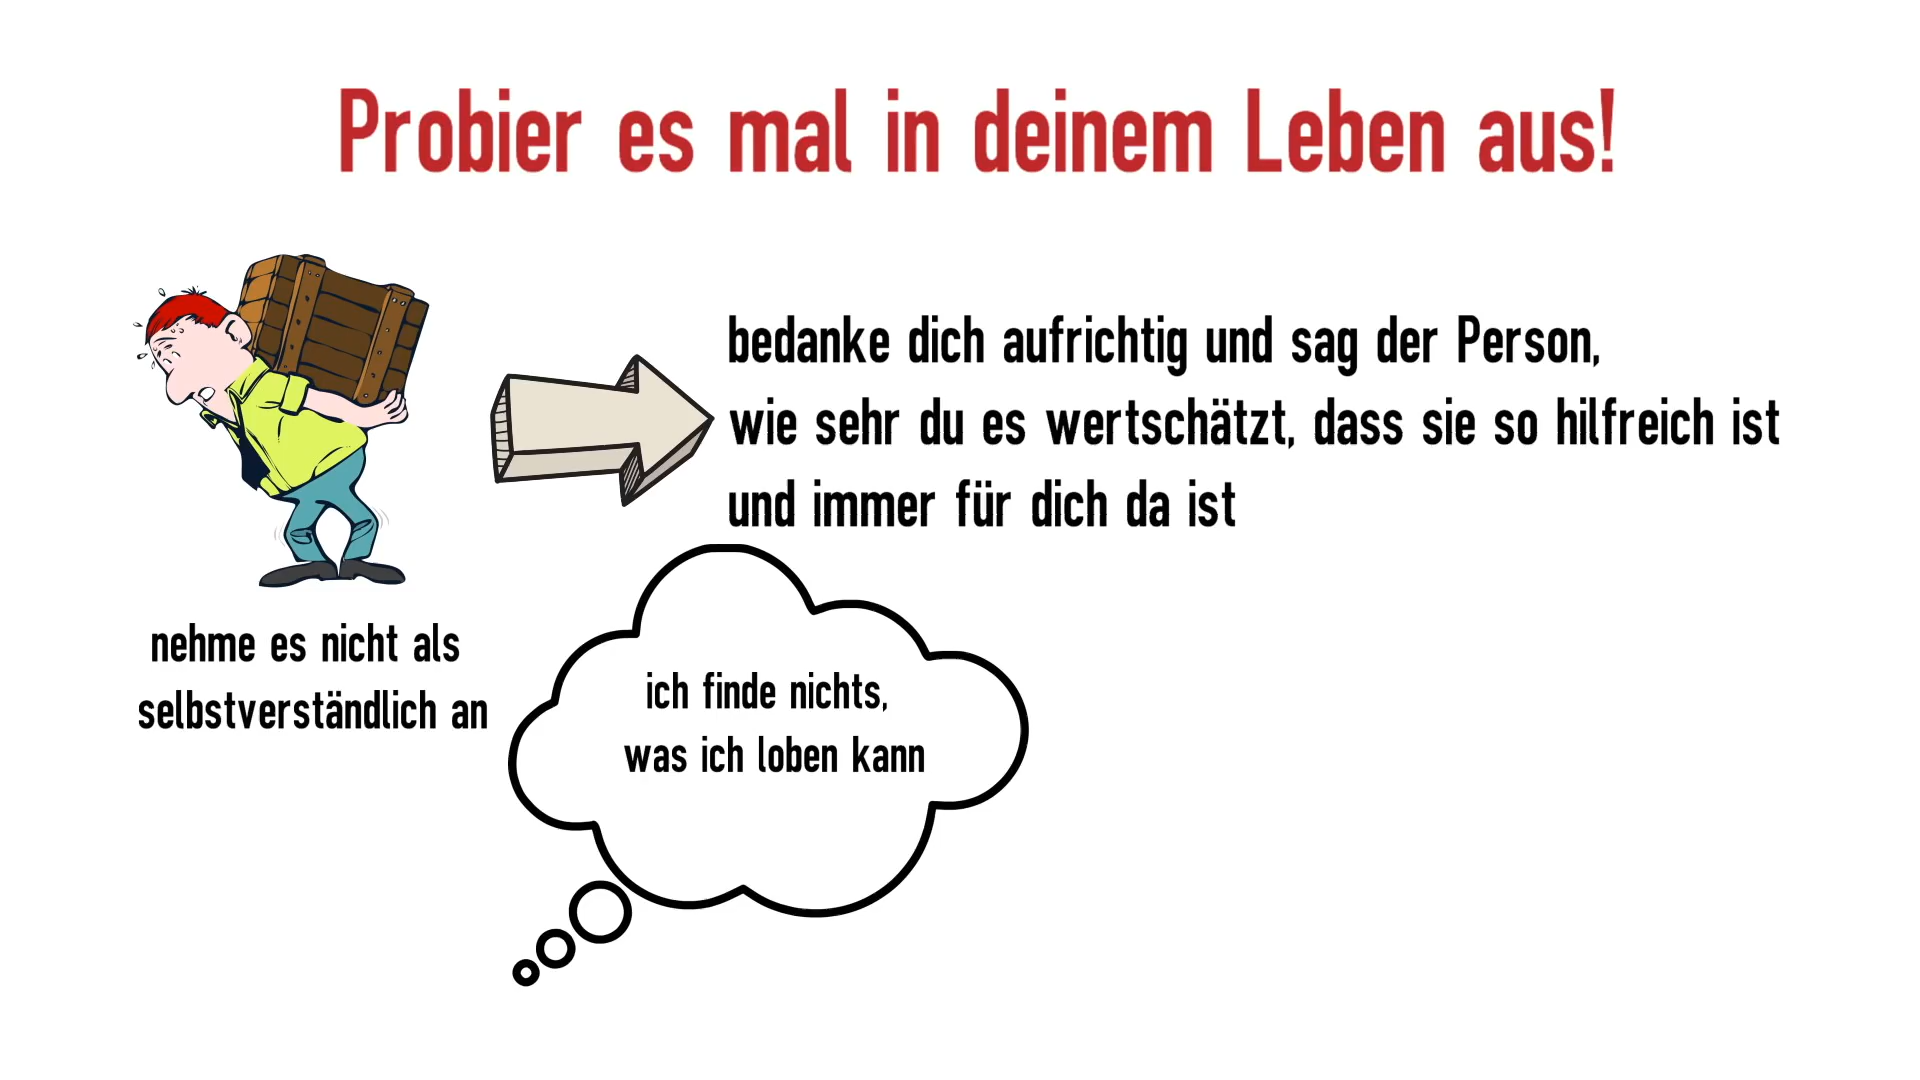 Probier es mal in deinem Leben aus!
bedanke dich aufrichtig und sag der Person,
wie sehr du es wertschätzt, dass sie so hilfreich ist
und immer für dich da ist
nehme es nicht als
selbstverständlich an
ich finde nichts,
was ich loben kann